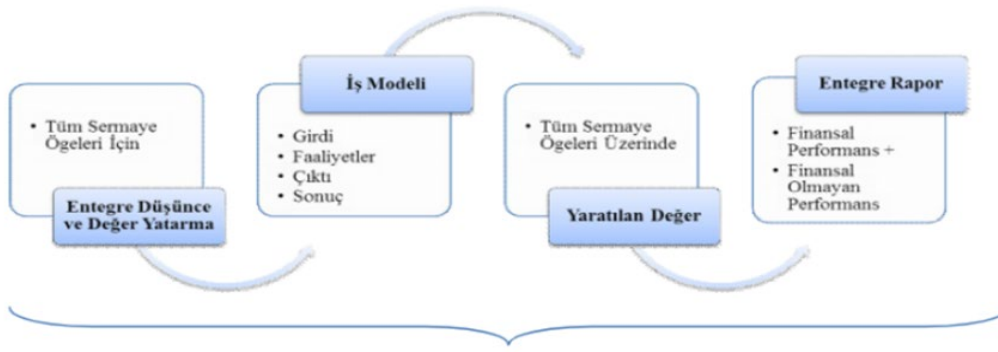 • Tüm Sermaye
Ögeleri İçin
Entegre Düşünce
ve Değer Yatarma
İş Modeli
• Girdi
• Faaliyetler
• Çıktı
• Sonuç
• Tüm Sermaye
Ögeleri Üzerinde
Yaratılan Değer
Entegre Rapor
• Finansal
Performans +
• Finansal
Olmayan
Performans